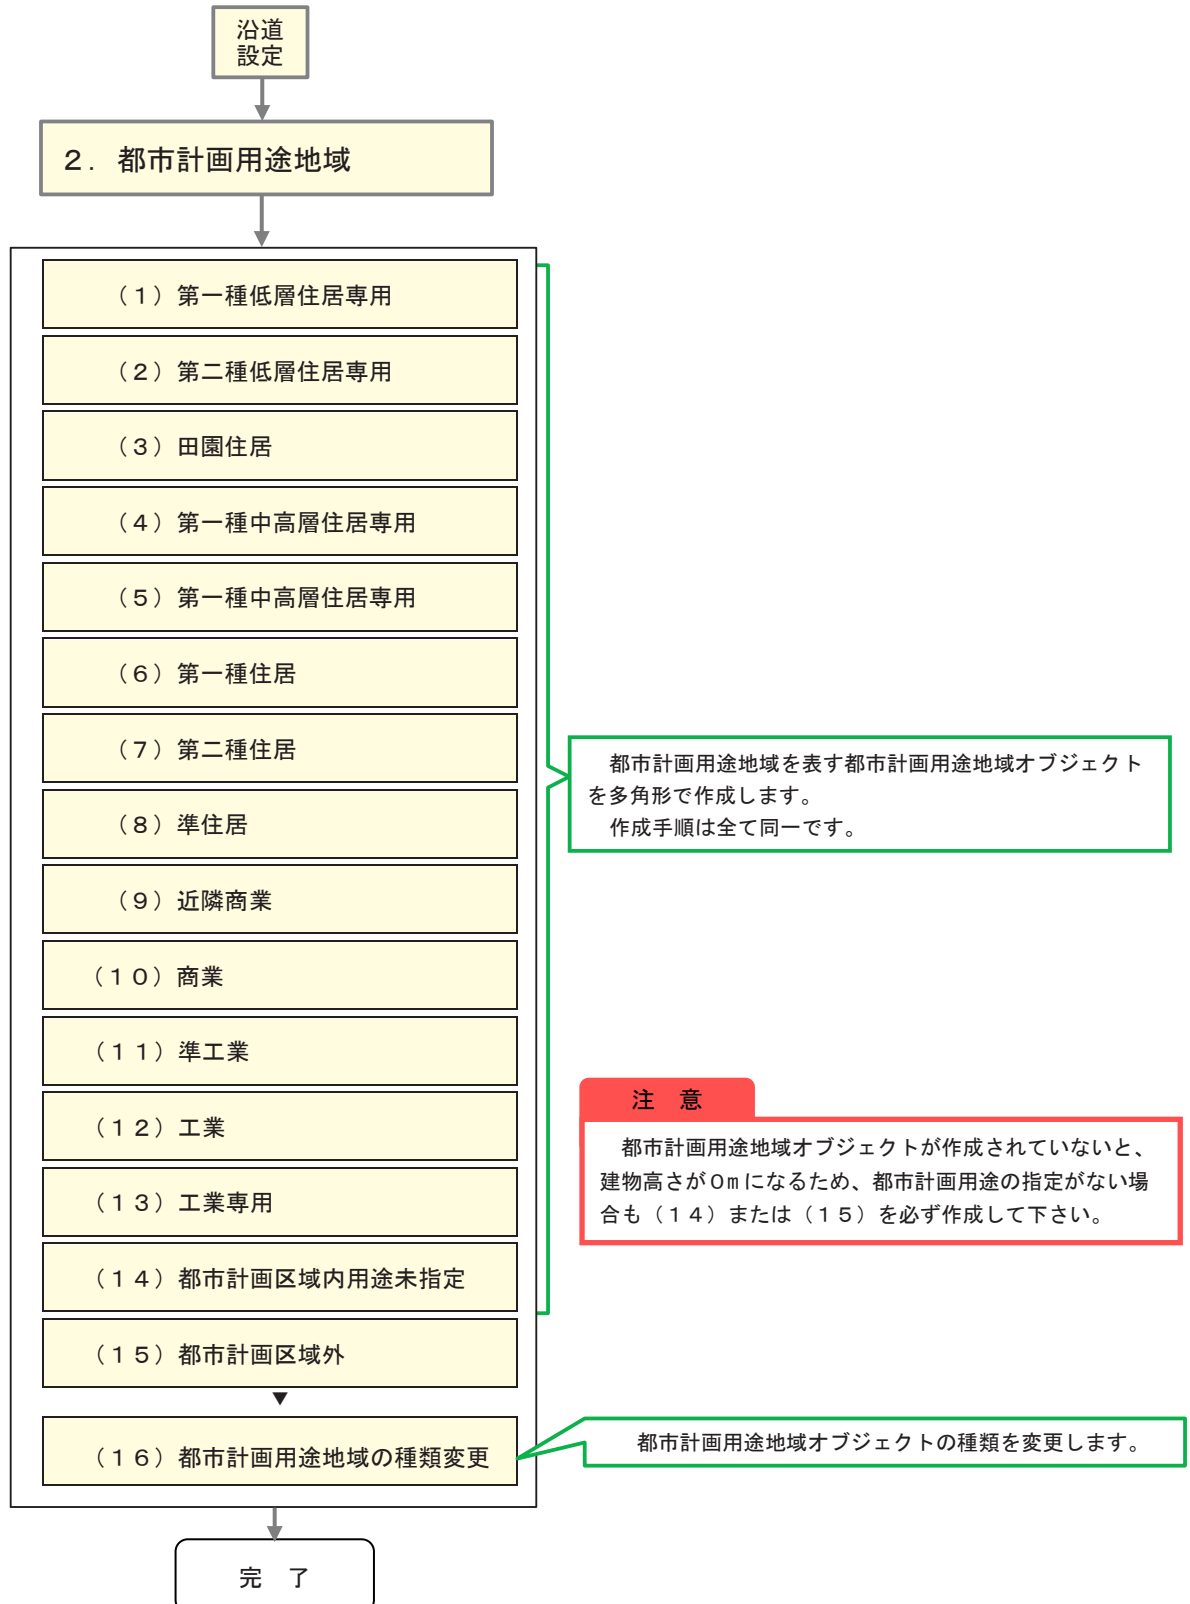 沿道
設定
２．都市計画用途地域
（１）第一種低層住居専用
（２）第二種低層住居専用
（３）田園住居
（４）第一種中高層住居専用
（５）第一種中高層住居専用
（６）第一種住居
（７）第二種住居
（８）準住居
（９）近隣商業
（１０）商業
（１１）準工業
（１２）工業
（１３）工業専用
（１４）都市計画区域内用途未指定
（１５）都市計画区域外
▼
（１６）都市計画用途地域の種類変更
完　了
都市計画用途地域を表す都市計画用途地域オブジェクト
を多角形で作成します。
作成手順は全て同一です。
注　意
都市計画用途地域オブジェクトが作成されていないと、
建物高さが０ｍになるため、都市計画用途の指定がない場
合も（１４）または（１５）を必ず作成して下さい。
都市計画用途地域オブジェクトの種類を変更します。